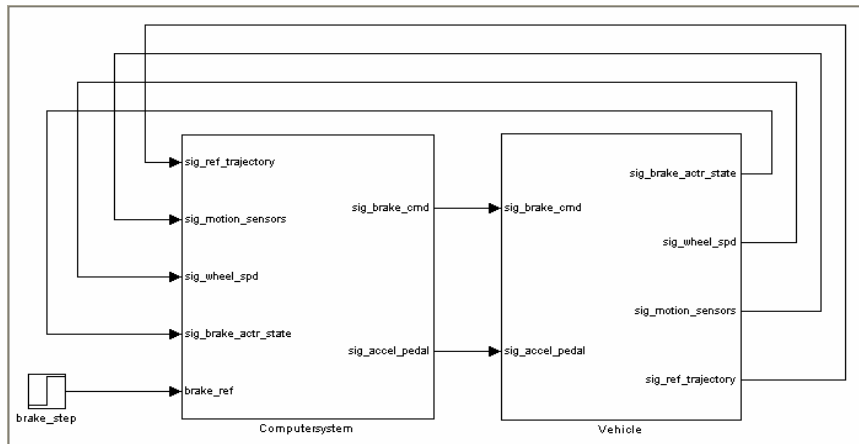 sig_ref_trajectory
sig_brake_actr_state
sig_brake_cmd
sig_brake_cmd
sig_motion_sensors
sig_wheel_spd
sig_wheel_spd
sig_motion_sensors
sig_brake_actr_state
sig_accel_pedal
sig_accel_pedal
sig_ref_trajectory
brake_ref
brake_step
Computersystem
Vehicle